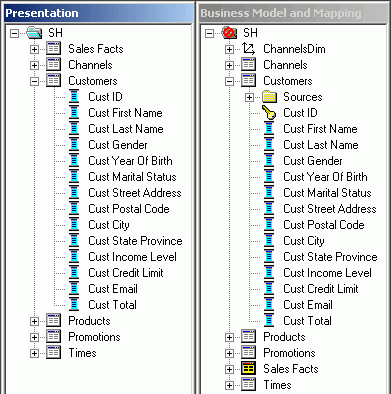 Presentation
SH
Sales Facts
Channels
Customers
Cust ID
Cust First Name
Cust Last Name
Cust Gender
Cust Year Of Birth
Cust Marital Status
Cust Street Address
Cust Postal Code
Cust City
Cust State Province
Cust Income Level
Cust Credit Limit
Cust Email
Cust Total
Products
Promotions
Times
Business Model and Mapping
SH
ChannelsDim
Channels
Customers
Sources
Cust ID
Cust First Name
Cust Last Name
Cust Gender
Cust Year Of Birth
Cust Marital Status
Cust Street Address
Cust Postal Code
Cust City
Cust State Province
Cust Income Level
Cust Credit Limit
Cust Email
Cust Total
Products
Promotions
Sales Facts
Times